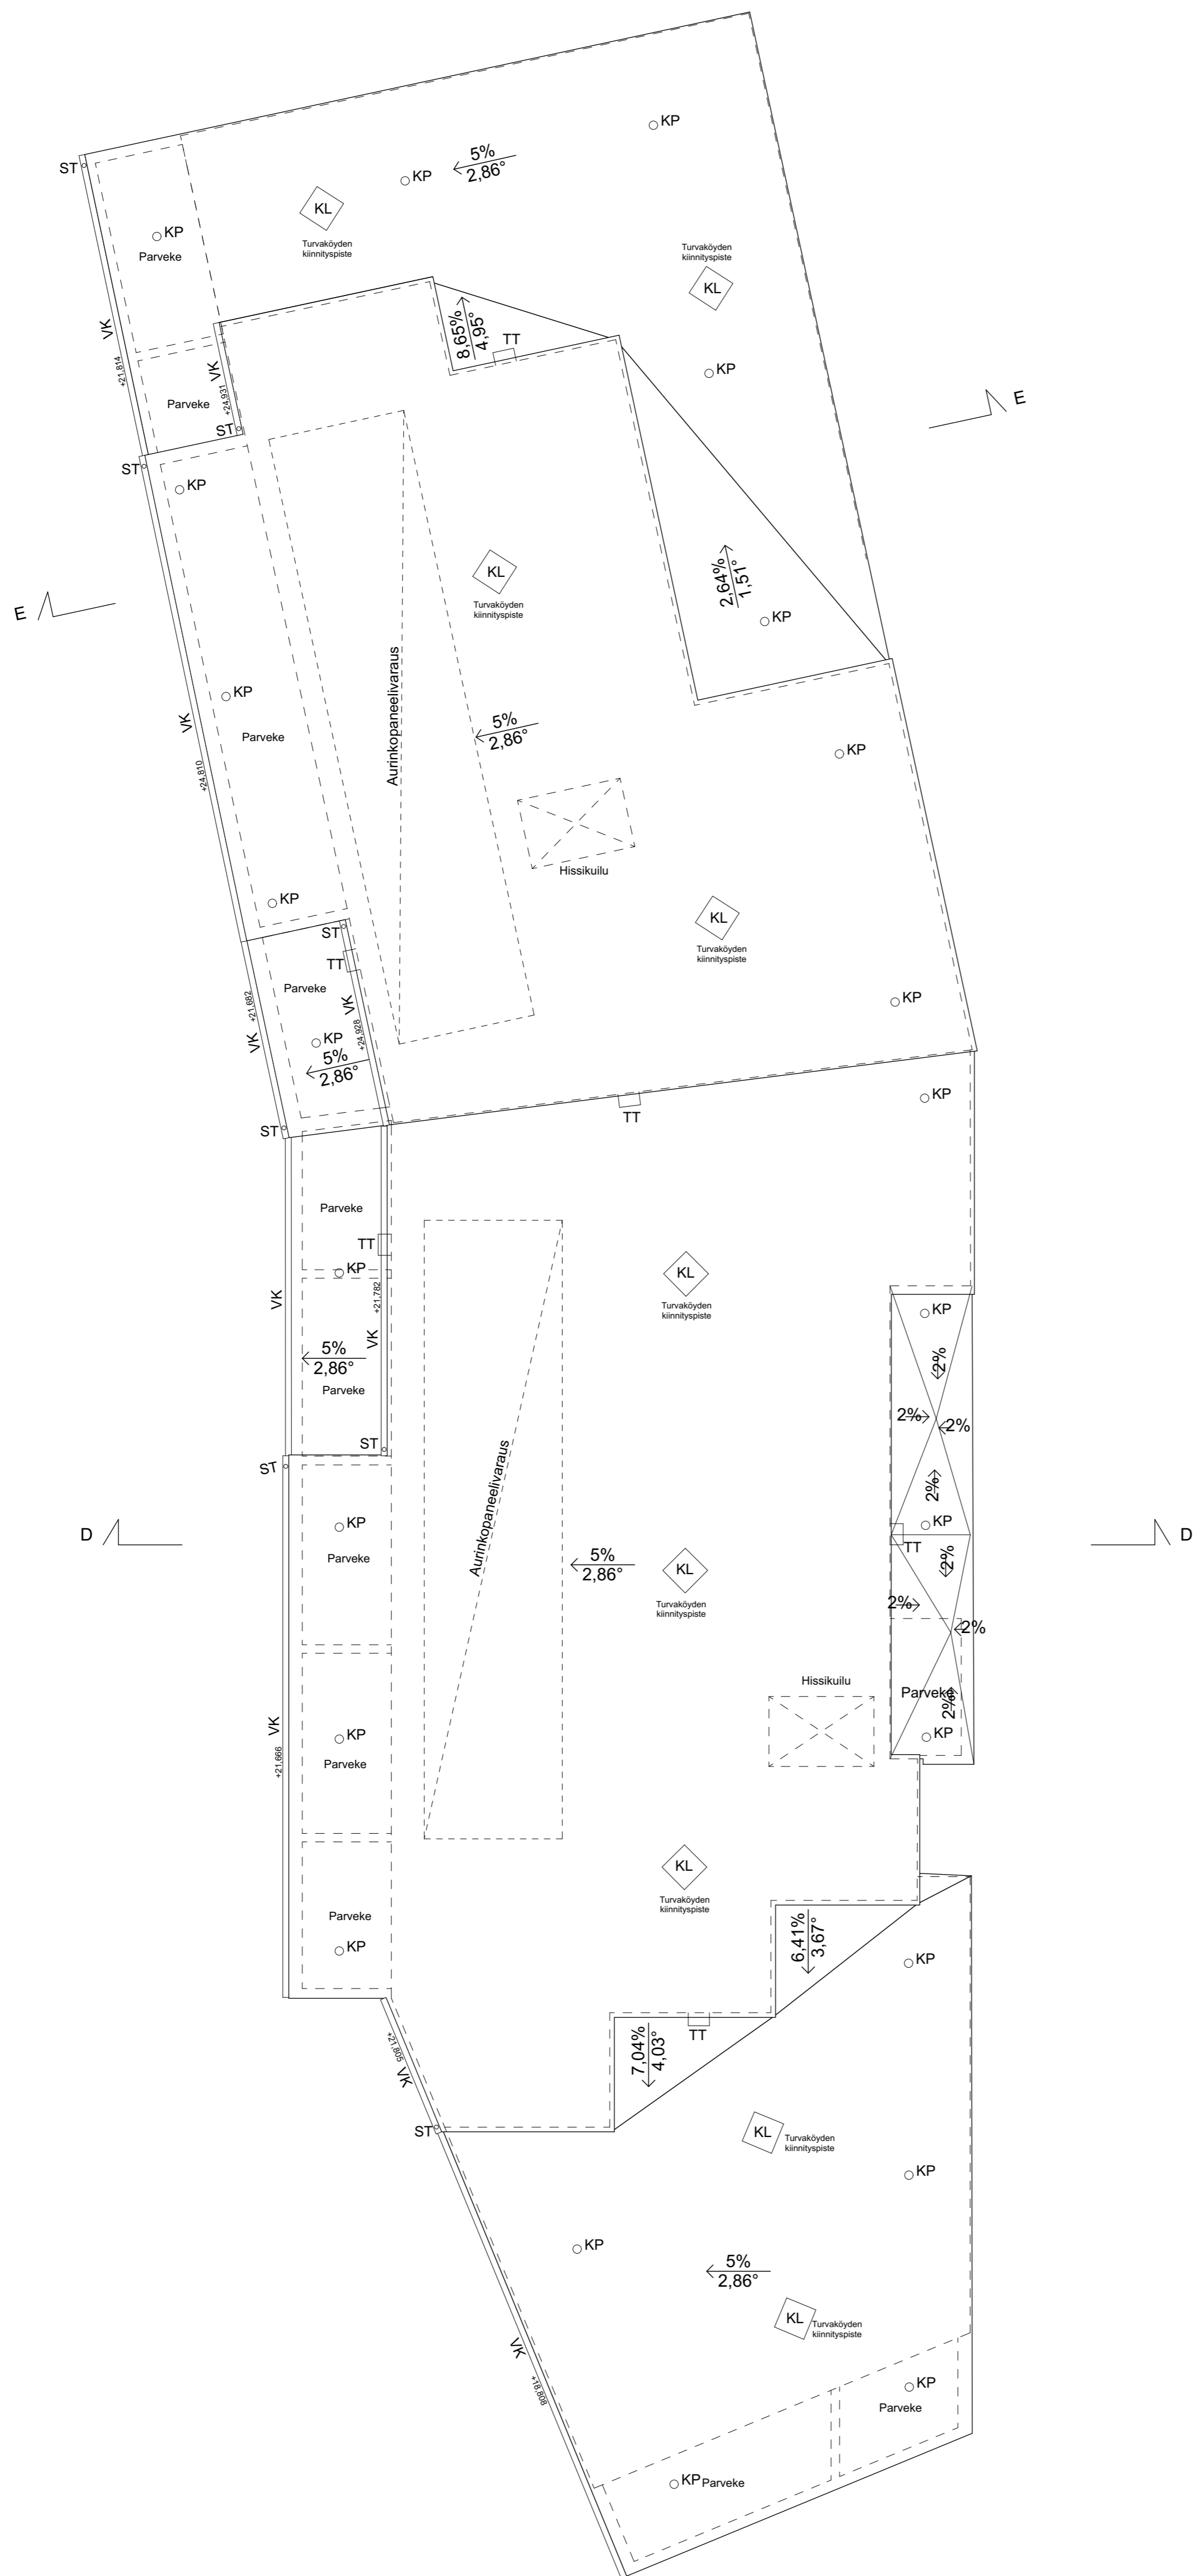 KP
ST
5%
2,86°
KP
KL
KP
Turvaköyden
kiinnityspiste
Turvaköyden
kiinnityspiste
Parveke
KL
8,65%
4,95°
VK
TT
+21,814
VK
KP
+24,931
Parveke
E
ST
ST
KP
KL
2,64%
1,51°
Turvaköyden
kiinnityspiste
E
KP
Aurinkopaneelivaraus
KP
VK
5%
2,86°
Parveke
KP
+24,810
Hissikuilu
KP
KL
ST
Turvaköyden
kiinnityspiste
TT
Parveke
+21,682
VK
KP
VK
KP
+24,928
5%
2,86°
KP
TT
ST
Parveke
TT
KP
KL
+21,782
VK
Turvaköyden
kiinnityspiste
KP
VK
5%
2,86°
2%
Parveke
2%
2%
ST
ST
Aurinkopaneelivaraus
2%
D
KP
KP
D
TT
Parveke
5%
2,86°
KL
2%
Turvaköyden
kiinnityspiste
2%
2%
Hissikuilu
Parveke
2%
VK
KP
KP
+21,666
Parveke
KL
Turvaköyden
kiinnityspiste
Parveke
6,41%
3,67°
KP
KP
TT
7,04%
4,03°
+21,805
VK
ST
KL
Turvaköyden
kiinnityspiste
KP
KP
5%
2,86°
KL
Turvaköyden
kiinnityspiste
VK
+18,808
KP
Parveke
KP
Parveke